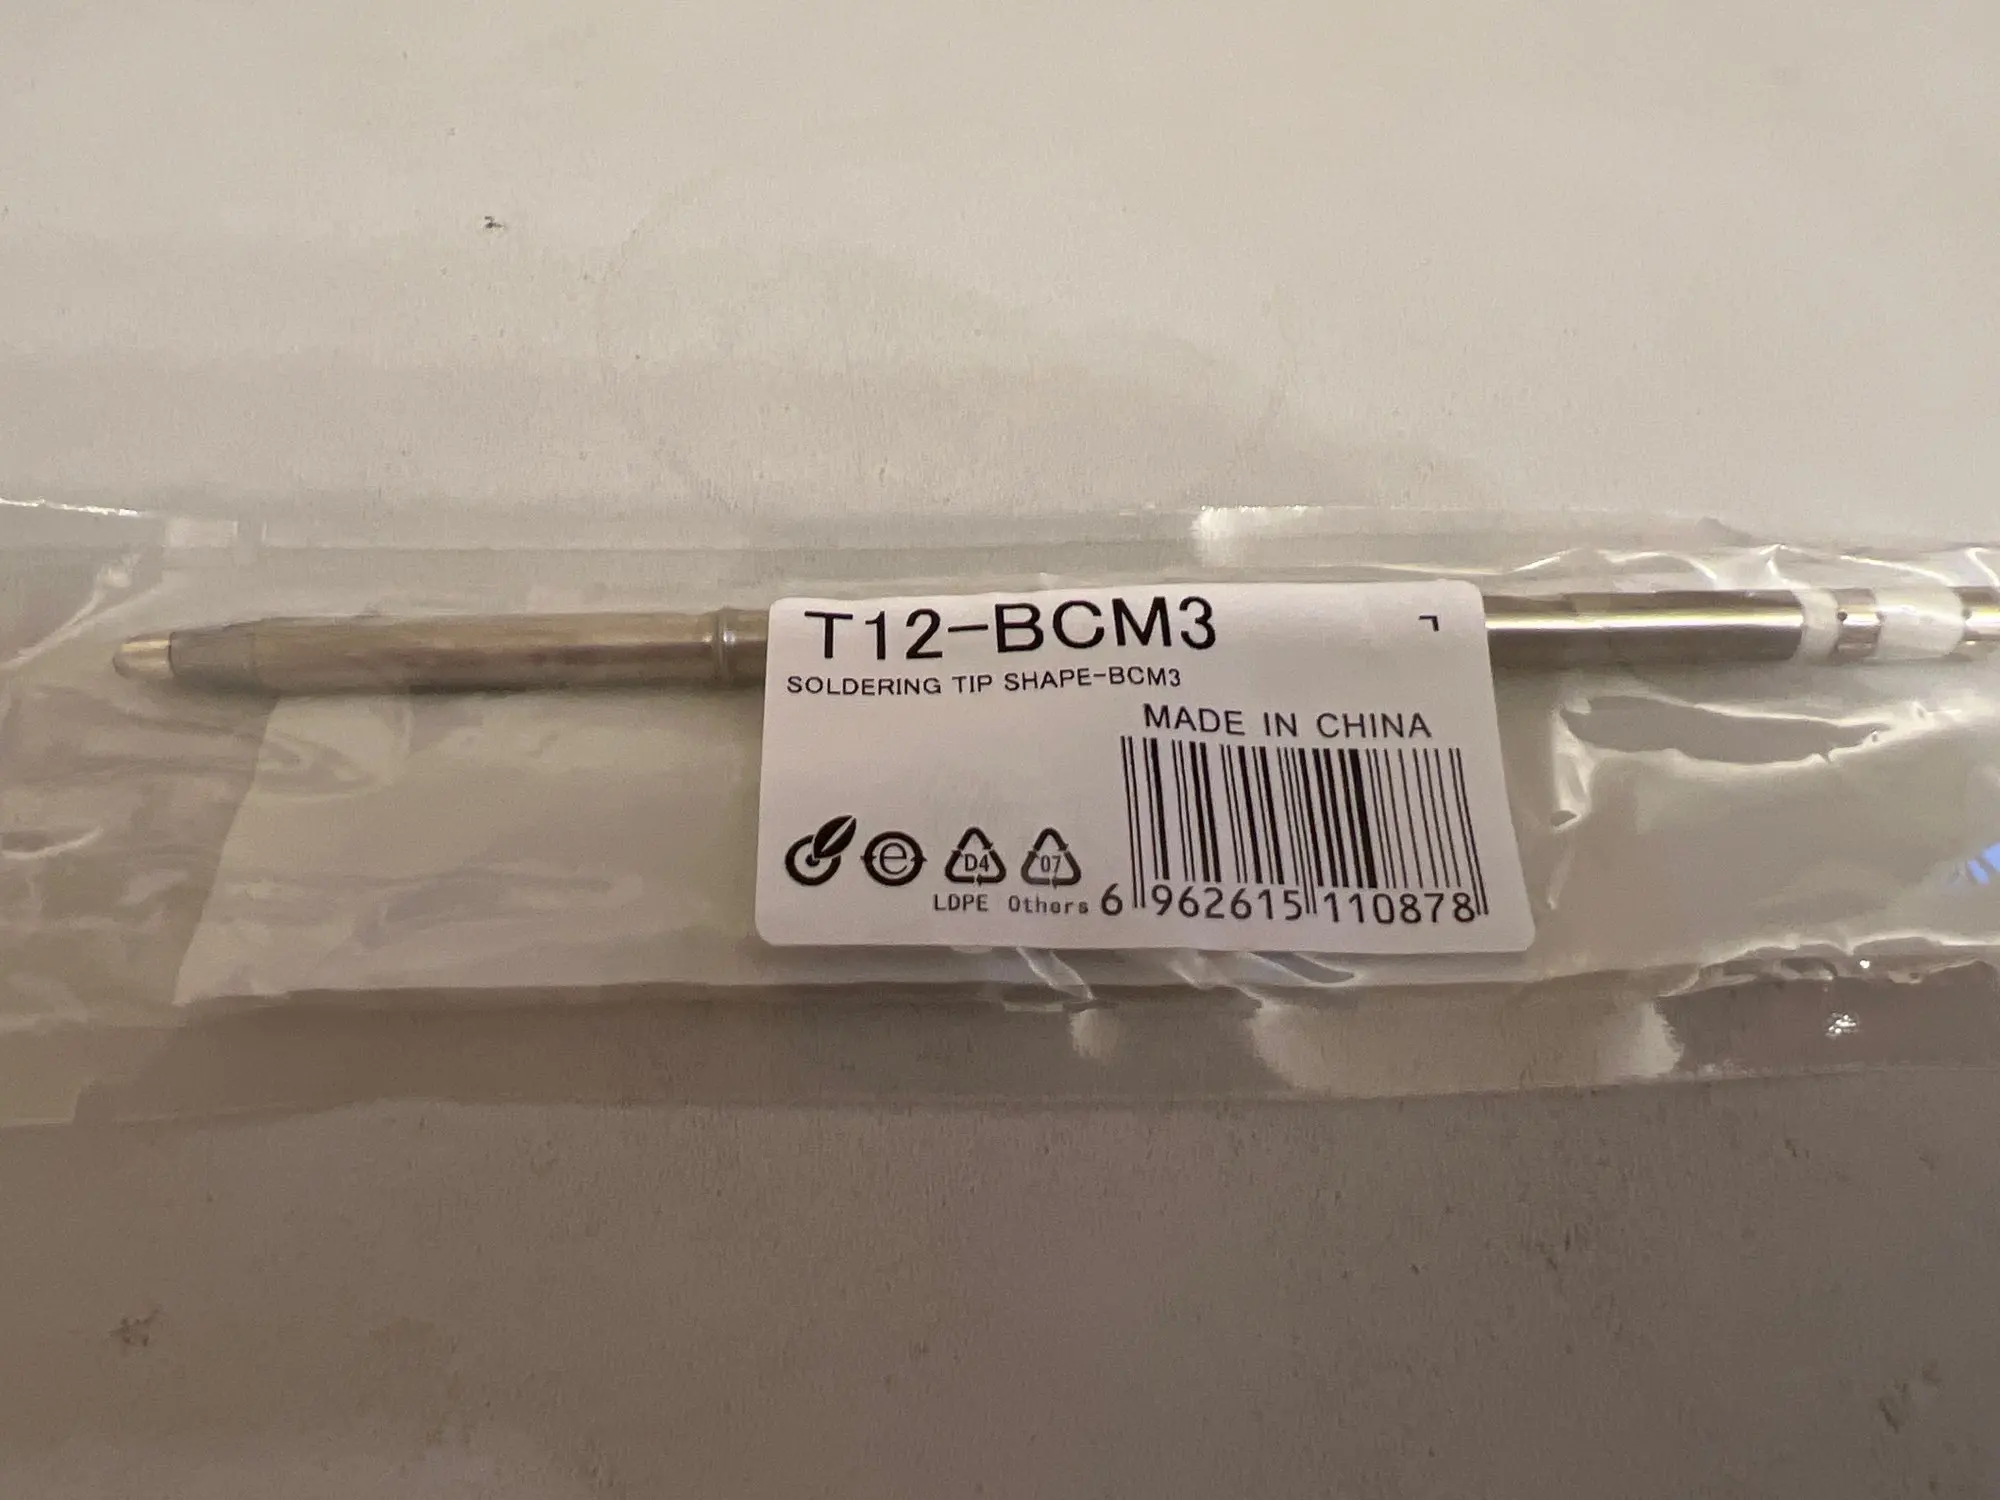 T12-BCM3
SOLDERING TIP SHAPE-BCM3
MADE IN CHINA
e
D4
07
LDPE Others
6 962615 110878